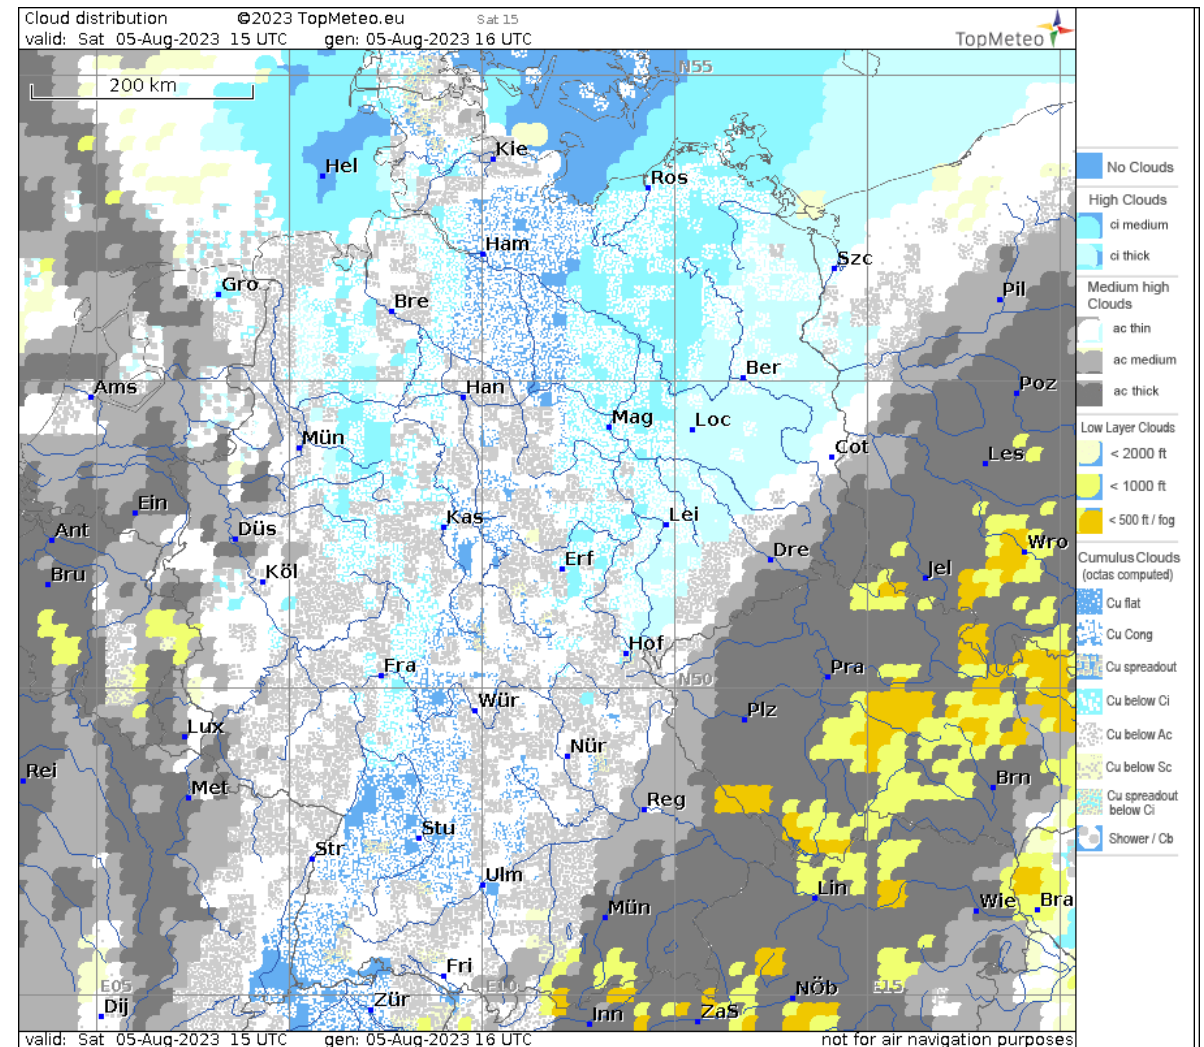 Cloud distribution ©2023 TopMeteo.eu Sat 15
valid: Sat 05-Aug-2023 15 UTC gen: 05-Aug-2023 16 UTC
TopMeteo
200 km
N55
Hel
Kie
Ros
Ham
Szc
Gro
Bre
Pil
Ams
Han
Ber
Poz
Mün
Mag
Loc
Cot
Les
Ein
Ant
Düs
Kas
Lei
Wro
Bru
Köl
Erf
Dre
Jel
Hof
Fra
N50
Pra
Lux
Wür
Plz
Rei
Met
Nür
Reg
Brn
Str
Stu
Ulm
Mün
Lin
Wie
Bra
E05
Dij
Fri
Zür
E10
Inn
ZaS
NÖb
E15
No Clouds
High Clouds
ci medium
ci thick
Medium high
Clouds
ac thin
ac medium
ac thick
Low Layer Clouds
< 2000 ft
< 1000 ft
< 500 ft / fog
Cumulus Clouds
(octas computed)
Cu flat
Cu Cong
Cu spreadout
Cu below Ci
Cu below Ac
Cu below Sc
Cu spreadout
below Ci
Shower / Cb
valid: Sat 05-Aug-2023 15 UTC gen: 05-Aug-2023 16 UTC not for air navigation purposes